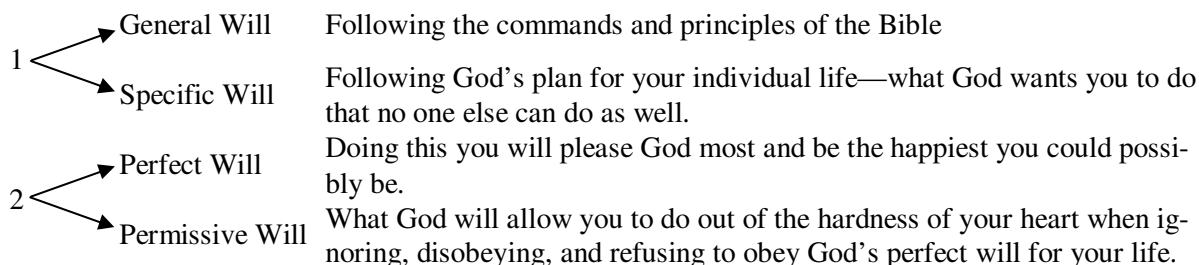 General Will Following the commands and principles of the Bible
1
Specific Will Following God’s plan for your individual life—what God wants you to do
that no one else can do as well.
Perfect Will Doing this you will please God most and be the happiest you could possi-
bly be.
2
Permissive Will What God will allow you to do out of the hardness of your heart when ig-
noring, disobeying, and refusing to obey God’s perfect will for your life.